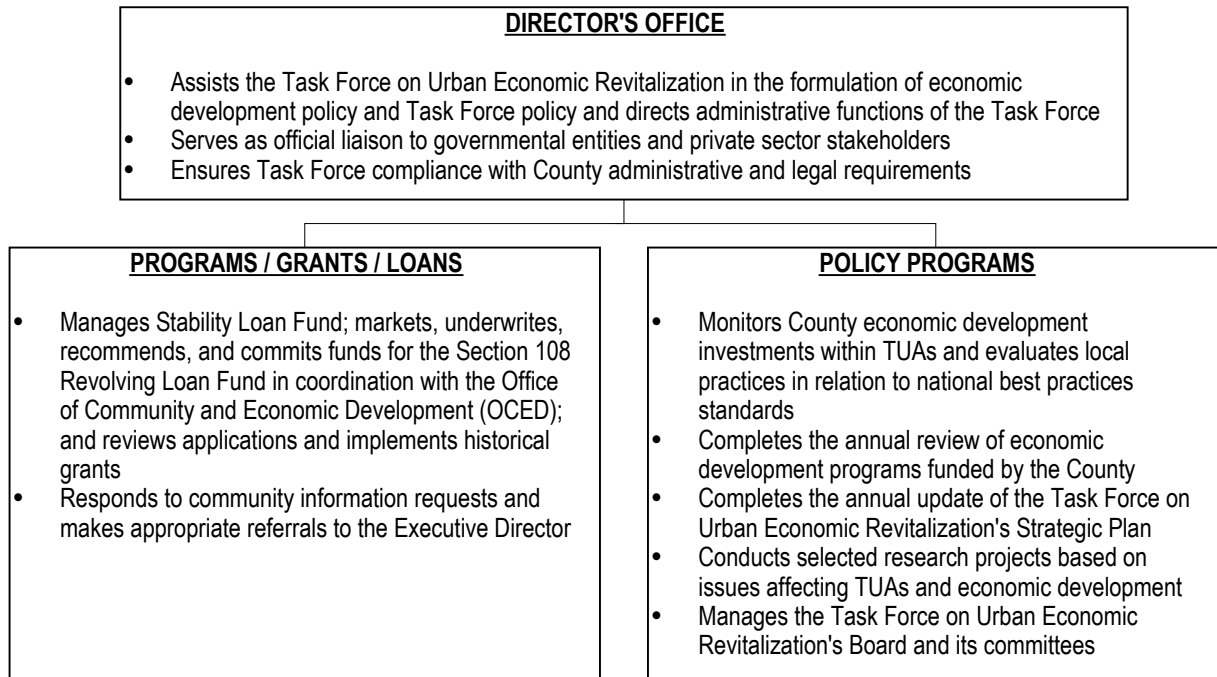 DIRECTOR'S OFFICE
• Assists the Task Force on Urban Economic Revitalization in the formulation of economic
development policy and Task Force policy and directs administrative functions of the Task Force
• Serves as official liaison to governmental entities and private sector stakeholders
• Ensures Task Force compliance with County administrative and legal requirements
PROGRAMS / GRANTS / LOANS
• Manages Stability Loan Fund; markets, underwrites,
recommends, and commits funds for the Section 108
Revolving Loan Fund in coordination with the Office
of Community and Economic Development (OCED);
and reviews applications and implements historical
grants
• Responds to community information requests and
makes appropriate referrals to the Executive Director
POLICY PROGRAMS
• Monitors County economic development
investments within TUAs and evaluates local
practices in relation to national best practices
standards
• Completes the annual review of economic
development programs funded by the County
• Completes the annual update of the Task Force on
Urban Economic Revitalization's Strategic Plan
• Conducts selected research projects based on
issues affecting TUAs and economic development
• Manages the Task Force on Urban Economic
Revitalization's Board and its committees